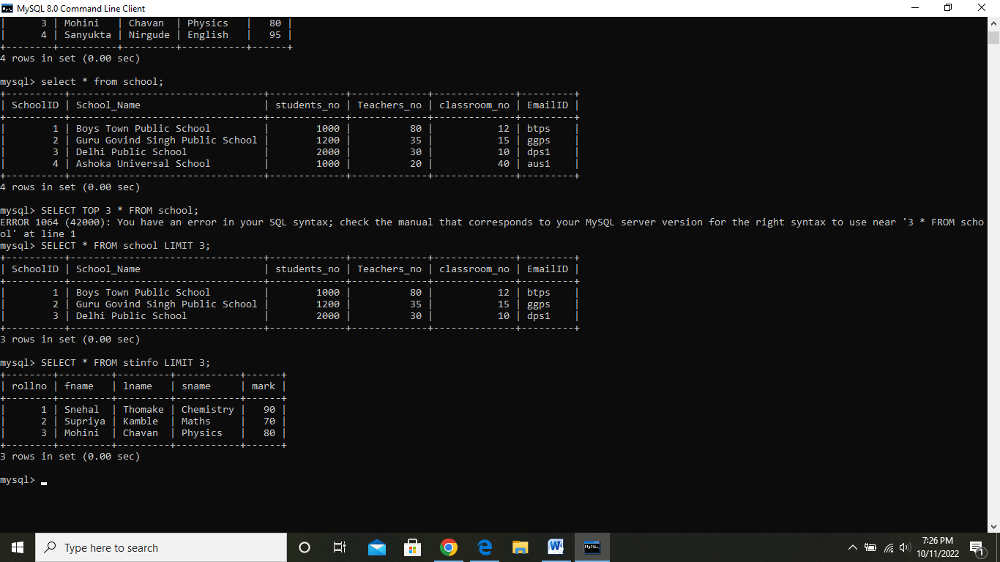 MySQL 8.0 Command Line Client
|      3 | Mohini   | Chavan  | Physics   |   80 |
|      4 | Sanyukta | Nirgude | English   |   95 |
+--------+----------+---------+-----------+------+
4 rows in set (0.00 sec)
mysql> select * from school;
+----------+---------------------------------+-------------+-------------+--------------+---------+
| SchoolID | School_Name                     | students_no | Teachers_no | classroom_no | EmailID |
+----------+---------------------------------+-------------+-------------+--------------+---------+
|        1 | Boys Town Public School         |        1000 |          80 |           12 | btps    |
|        2 | Guru Govind Singh Public School |        1200 |          35 |           15 | ggps    |
|        3 | Delhi Public School             |        2000 |          30 |           10 | dps1    |
|        4 | Ashoka Universal School         |        1000 |          20 |           40 | aus1    |
+----------+---------------------------------+-------------+-------------+--------------+---------+
4 rows in set (0.00 sec)
mysql> SELECT TOP 3 * FROM school;
ERROR 1064 (42000): You have an error in your SQL syntax; check the manual that corresponds to your MySQL server version for the right syntax to use near '3 * FROM scho
ol' at line 1
mysql> SELECT * FROM school LIMIT 3;
+----------+---------------------------------+-------------+-------------+--------------+---------+
| SchoolID | School_Name                     | students_no | Teachers_no | classroom_no | EmailID |
+----------+---------------------------------+-------------+-------------+--------------+---------+
|        1 | Boys Town Public School         |        1000 |          80 |           12 | btps    |
|        2 | Guru Govind Singh Public School |        1200 |          35 |           15 | ggps    |
|        3 | Delhi Public School             |        2000 |          30 |           10 | dps1    |
+----------+---------------------------------+-------------+-------------+--------------+---------+
3 rows in set (0.00 sec)
mysql> SELECT * FROM stinfo LIMIT 3;
+--------+---------+---------+-----------+------+
| rollno | fname   | lname   | sname     | mark |
+--------+---------+---------+-----------+------+
|      1 | Snehal  | Thomake | Chemistry |   90 |
|      2 | Supriya | Kamble  | Maths     |   70 |
|      3 | Mohini  | Chavan  | Physics   |   80 |
+--------+---------+---------+-----------+------+
3 rows in set (0.00 sec)
mysql>
Type here to search
7:26 PM
10/11/2022
1